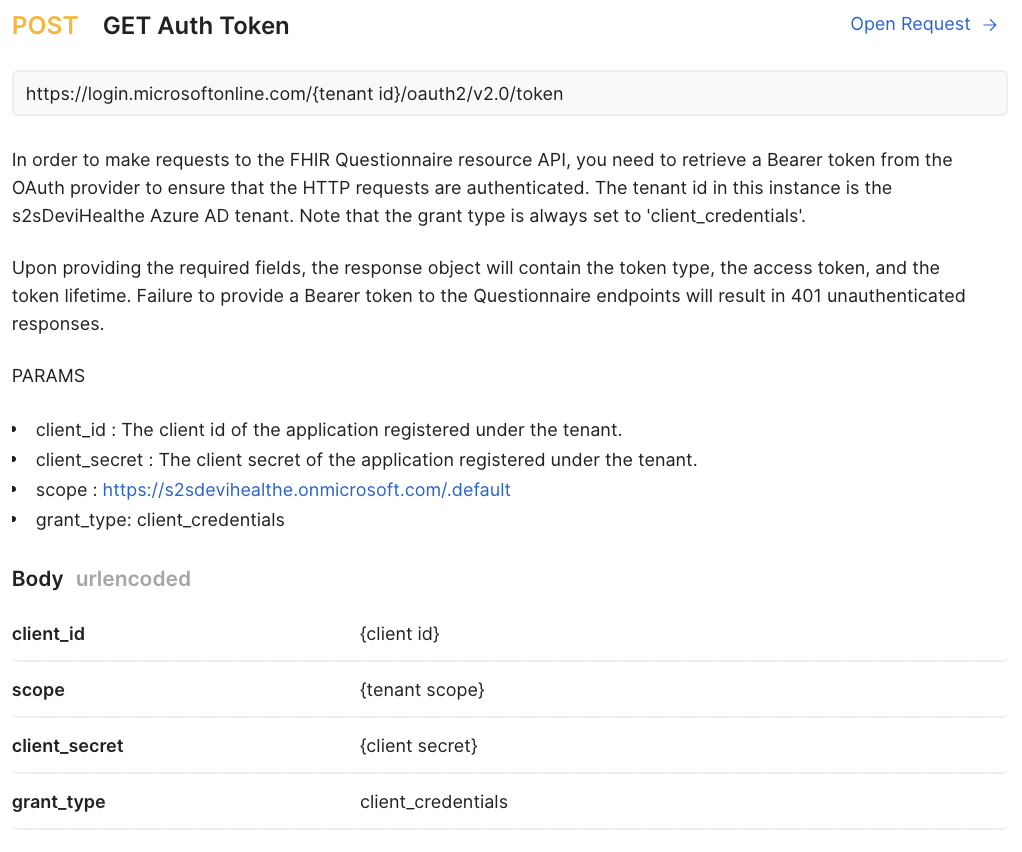 POST GET Auth Token Open Request →
https://login.microsoftonline.com/{tenant id}/oauth2/v2.0/token
In order to make requests to the FHIR Questionnaire resource API, you need to retrieve a Bearer token from the
OAuth provider to ensure that the HTTP requests are authenticated. The tenant id in this instance is the
s2sDeviHealthe Azure AD tenant. Note that the grant type is always set to 'client_credentials'.
Upon providing the required fields, the response object will contain the token type, the access token, and the
token lifetime. Failure to provide a Bearer token to the Questionnaire endpoints will result in 401 unauthenticated
responses.
PARAMS
• client_id : The client id of the application registered under the tenant.
• client_secret : The client secret of the application registered under the tenant.
• scope : https://s2sdevihealthe.onmicrosoft.com/.default
• grant_type: client_credentials
Body urlencoded
client_id {client id}
scope {tenant scope}
client_secret {client secret}
grant_type client_credentials